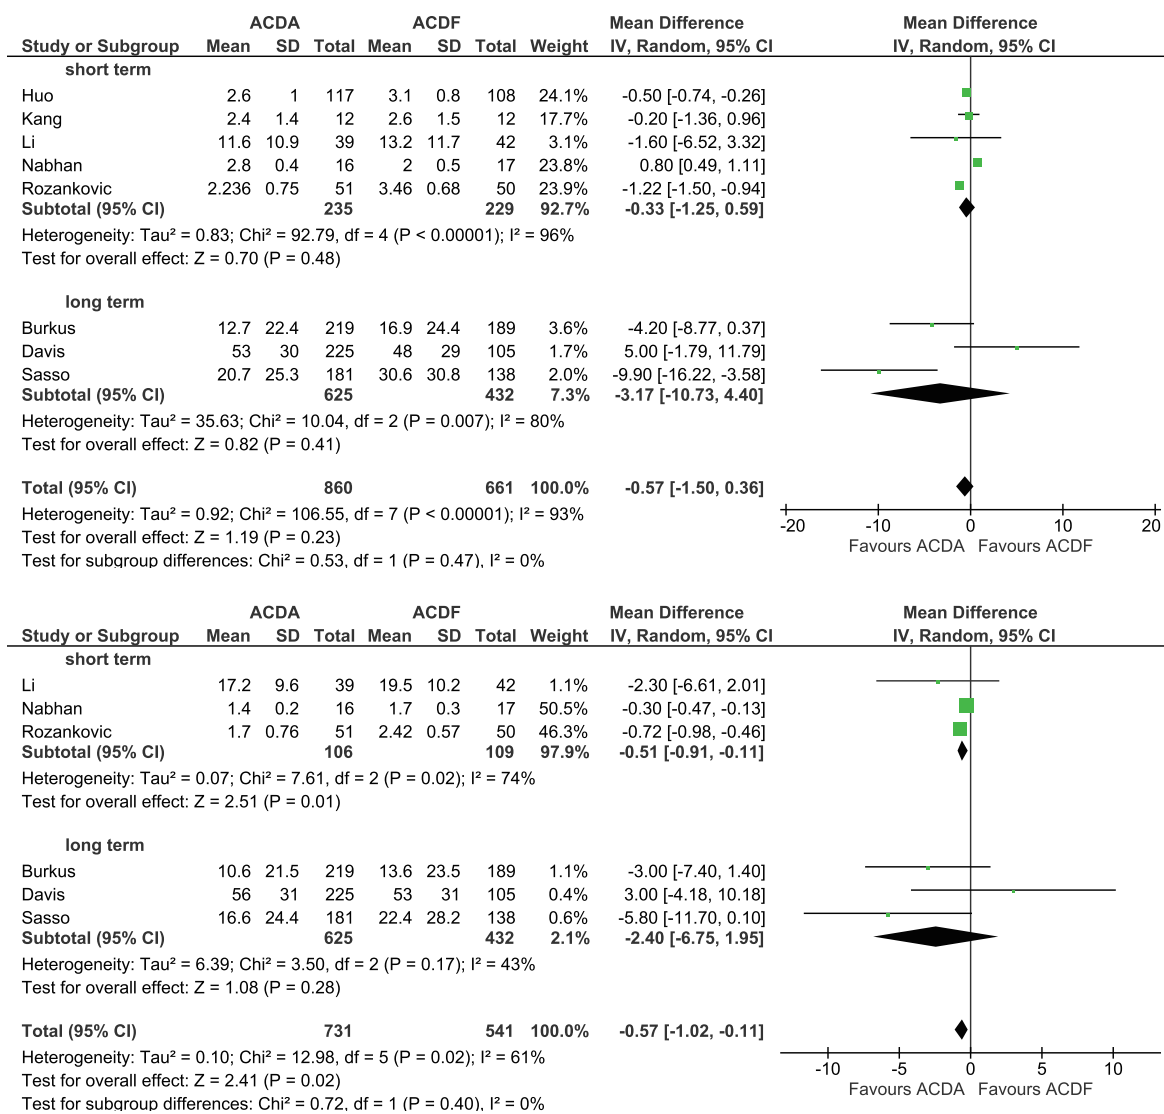 ACDA ACDF Mean Difference Mean Difference
Study or Subgroup Mean SD Total Mean SD Total Weight IV, Random, 95% CI IV, Random, 95% CI
short term
Huo 2.6 1 117 3.1 0.8 108 24.1% -0.50 [-0.74, -0.26]
Kang 2.4 1.4 12 2.6 1.5 12 17.7% -0.20 [-1.36, 0.96]
Li 11.6 10.9 39 13.2 11.7 42 3.1% -1.60 [-6.52, 3.32]
Nabhan 2.8 0.4 16 2 0.5 17 23.8% 0.80 [0.49, 1.11]
Rozankovic 2.236 0.75 51 3.46 0.68 50 23.9% -1.22 [-1.50, -0.94]
Subtotal (95% CI) 235 229 92.7% -0.33 [-1.25, 0.59]
Heterogeneity: Tau² = 0.83; Chi² = 92.79, df = 4 (P < 0.00001); I² = 96%
Test for overall effect: Z = 0.70 (P = 0.48)
long term
Burkus 12.7 22.4 219 16.9 24.4 189 3.6% -4.20 [-8.77, 0.37]
Davis 53 30 225 48 29 105 1.7% 5.00 [-1.79, 11.79]
Sasso 20.7 25.3 181 30.6 30.8 138 2.0% -9.90 [-16.22, -3.58]
Subtotal (95% CI) 625 432 7.3% -3.17 [-10.73, 4.40]
Heterogeneity: Tau² = 35.63; Chi² = 10.04, df = 2 (P = 0.007); I² = 80%
Test for overall effect: Z = 0.82 (P = 0.41)
Total (95% CI) 860 661 100.0% -0.57 [-1.50, 0.36]
Heterogeneity: Tau² = 0.92; Chi² = 106.55, df = 7 (P < 0.00001); I² = 93%
Test for overall effect: Z = 1.19 (P = 0.23)
Test for subgroup differences: Chi² = 0.53, df = 1 (P = 0.47), I² = 0%
-20 -10 0 10 20
Favours ACDA Favours ACDF
ACDA ACDF Mean Difference Mean Difference
Study or Subgroup Mean SD Total Mean SD Total Weight IV, Random, 95% CI IV, Random, 95% CI
short term
Li 17.2 9.6 39 19.5 10.2 42 1.1% -2.30 [-6.61, 2.01]
Nabhan 1.4 0.2 16 1.7 0.3 17 50.5% -0.30 [-0.47, -0.13]
Rozankovic 1.7 0.76 51 2.42 0.57 50 46.3% -0.72 [-0.98, -0.46]
Subtotal (95% CI) 106 109 97.9% -0.51 [-0.91, -0.11]
Heterogeneity: Tau² = 0.07; Chi² = 7.61, df = 2 (P = 0.02); I² = 74%
Test for overall effect: Z = 2.51 (P = 0.01)
long term
Burkus 10.6 21.5 219 13.6 23.5 189 1.1% -3.00 [-7.40, 1.40]
Davis 56 31 225 53 31 105 0.4% 3.00 [-4.18, 10.18]
Sasso 16.6 24.4 181 22.4 28.2 138 0.6% -5.80 [-11.70, 0.10]
Subtotal (95% CI) 625 432 2.1% -2.40 [-6.75, 1.95]
Heterogeneity: Tau² = 6.39; Chi² = 3.50, df = 2 (P = 0.17); I² = 43%
Test for overall effect: Z = 1.08 (P = 0.28)
Total (95% CI) 731 541 100.0% -0.57 [-1.02, -0.11]
Heterogeneity: Tau² = 0.10; Chi² = 12.98, df = 5 (P = 0.02); I² = 61%
Test for overall effect: Z = 2.41 (P = 0.02)
Test for subgroup differences: Chi² = 0.72, df = 1 (P = 0.40), I² = 0%
-10 -5 0 5 10
Favours ACDA Favours ACDF